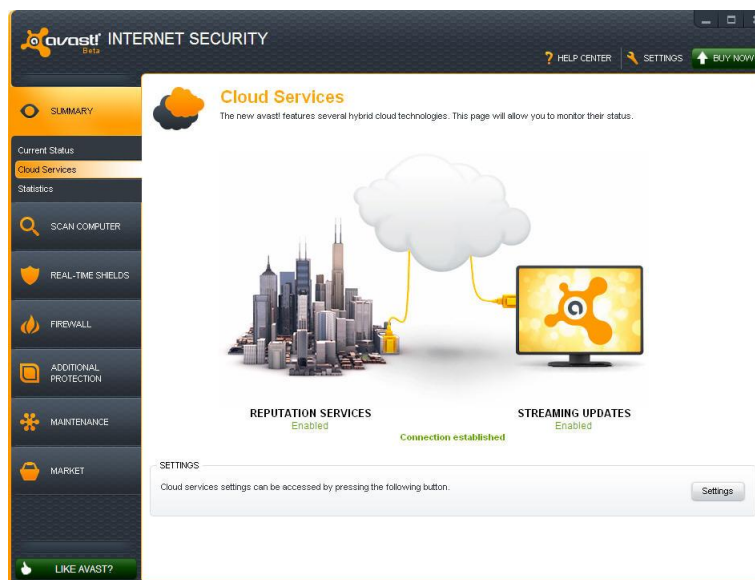 avast! INTERNET SECURITY
Beta
HELP CENTER
SETTINGS
BUY NOW
SUMMARY
Current Status
Cloud Services
Statistics
SCAN COMPUTER
REAL-TIME SHIELDS
FIREWALL
ADDITIONAL
PROTECTION
MAINTENANCE
MARKET
LIKE AVAST?
Cloud Services
The new avast! features several hybrid cloud technologies. This page will allow you to monitor their status.
a
REPUTATION SERVICES
Enabled
STREAMING UPDATES
Enabled
Connection established
SETTINGS
Cloud services settings can be accessed by pressing the following button.
Settings